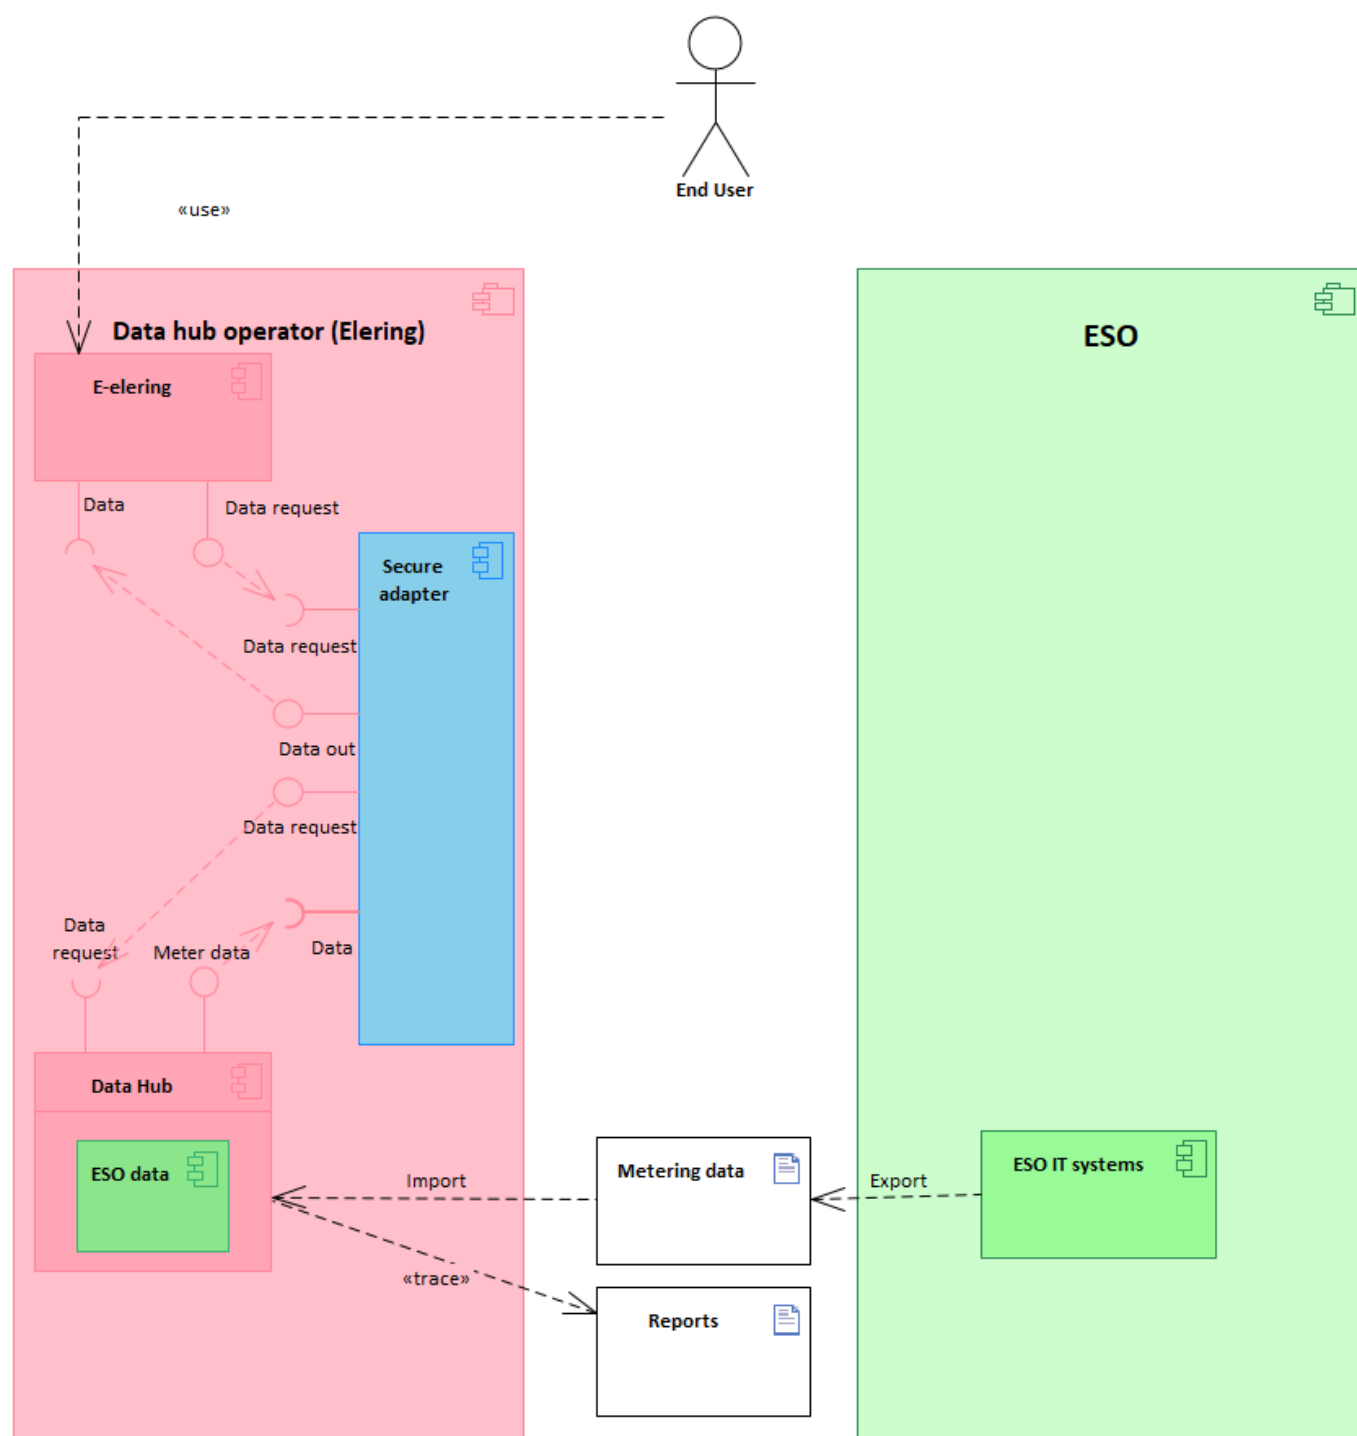 End User
«use»
Data hub operator (Elering)
ESO
E-elering
Data
Data request
Secure
adapter
Data request
Data out
Data request
Data
request
Meter data
Data
Data Hub
ESO data
Import
Metering data
Export
ESO IT systems
«trace»
Reports